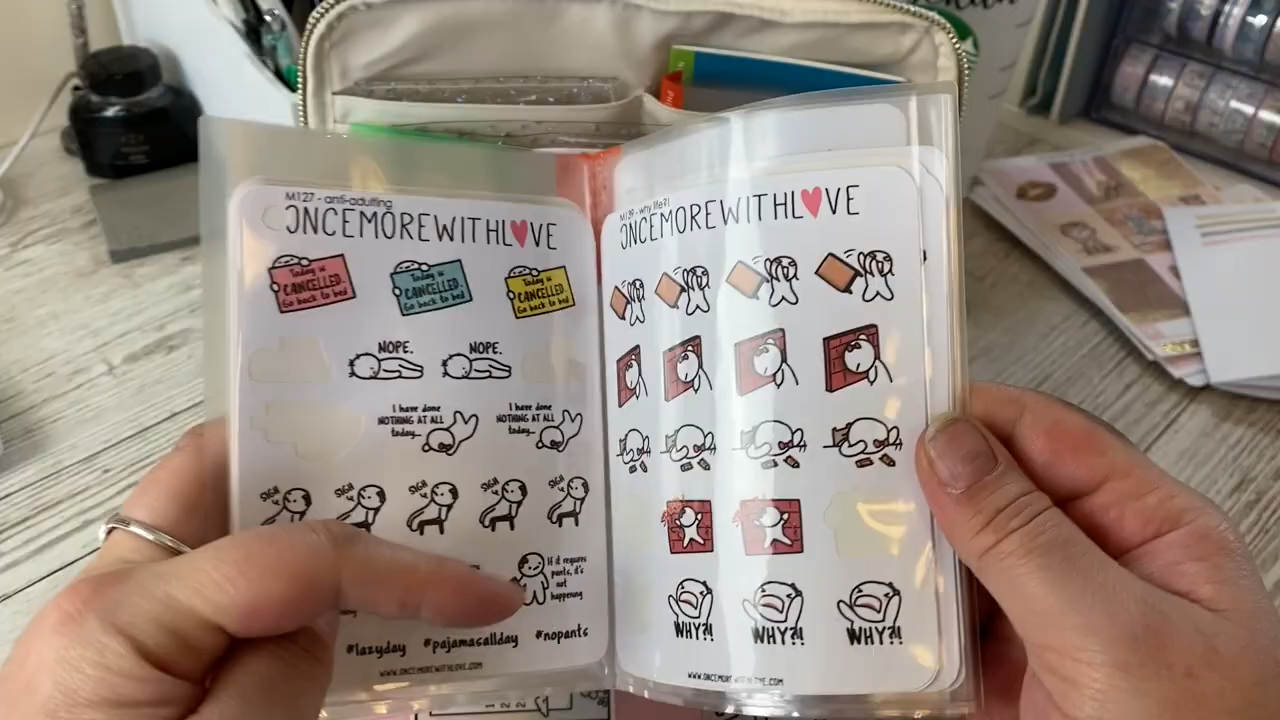 M127 - anti-adulting
ONCEMOREWITHLOVE
Today is
CANCELLED.
Go back to bed
Today is
CANCELLED.
Go back to bed
Today is
CANCELLED.
Go back to bed
NOPE.
NOPE.
I have done
NOTHING AT ALL
today...
I have done
NOTHING AT ALL
today...
SIGH
SIGH
SIGH
SIGH
SIGH
If it requires
pants, it's
not
happening
#lazyday
#pajamasallday
#nopants
WWW.ONCEMOREWITHLOVE.COM
M139 - why life?!
ONCEMOREWITHLOVE
WHY?!
WHY?!
WHY?!
WWW.ONCEMOREWITHLOVE.COM